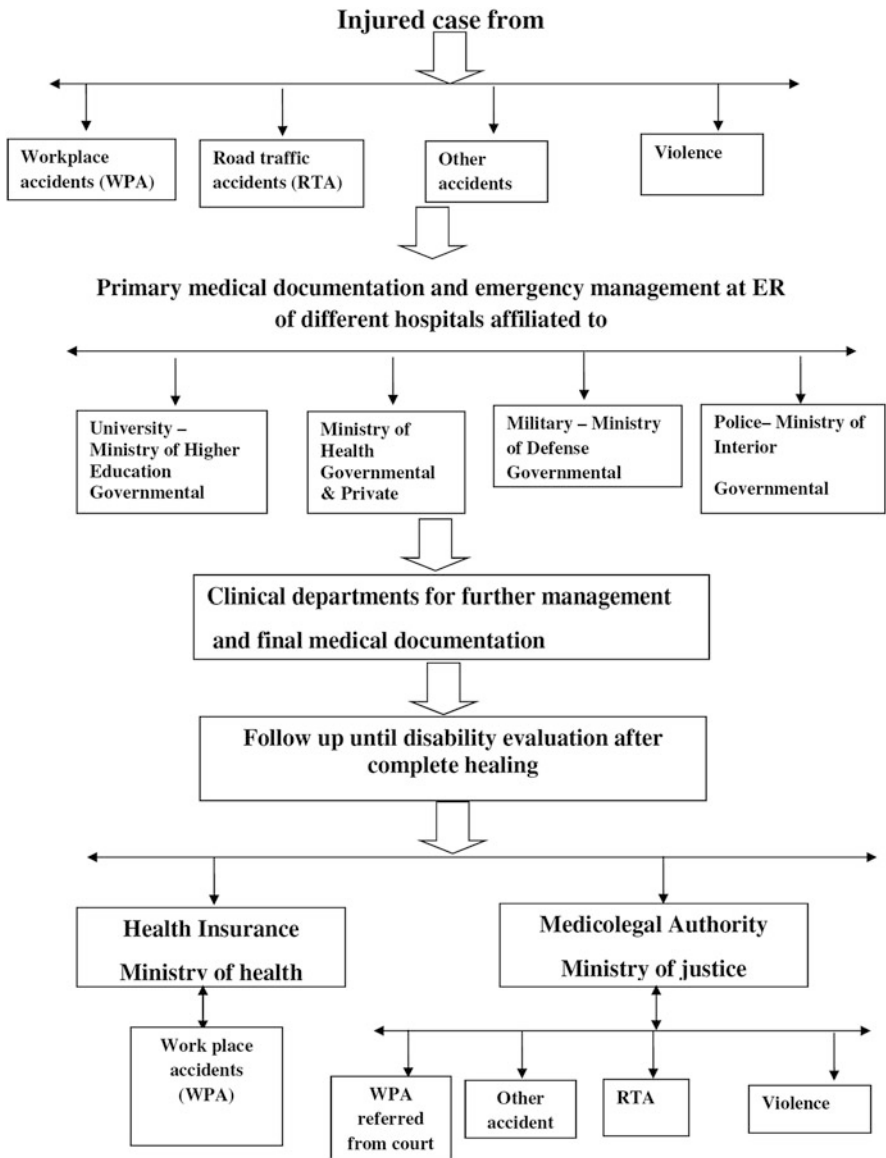 Injured case from
Workplace
accidents (WPA)
Road traffic
accidents (RTA)
Other
accidents
Violence
Primary medical documentation and emergency management at ER
of different hospitals affiliated to
University –
Ministry of Higher
Education
Governmental
Ministry of
Health
Governmental
& Private
Military – Ministry
of Defense
Governmental
Police– Ministry of
Interior
Governmental
Clinical departments for further management
and final medical documentation
Follow up until disability evaluation after
complete healing
Health Insurance
Ministry of health
Medicolegal Authority
Ministry of justice
Work place
accidents
(WPA)
WPA
referred
from court
Other
accident
RTA
Violence